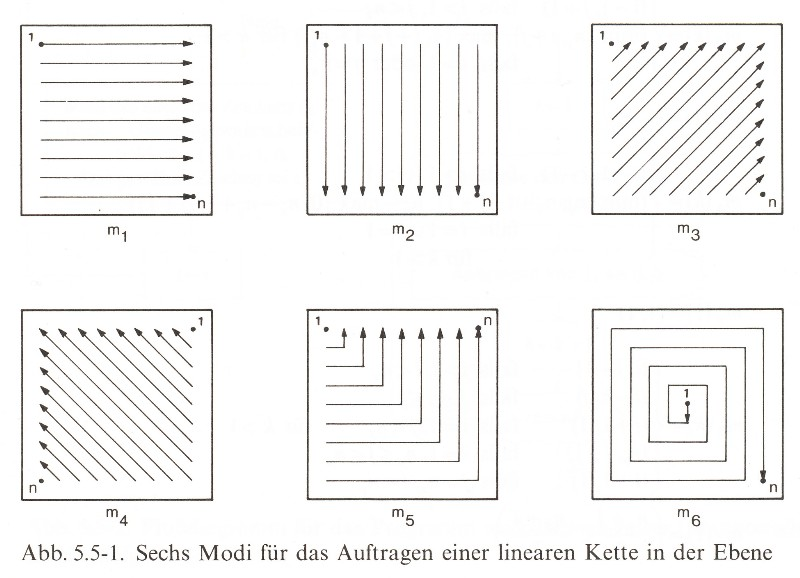 1
n
m1
1
n
m2
1
n
m3
1
n
m4
1
n
m5
1
n
m6
Abb. 5.5-1. Sechs Modi für das Auftragen einer linearen Kette in der Ebene